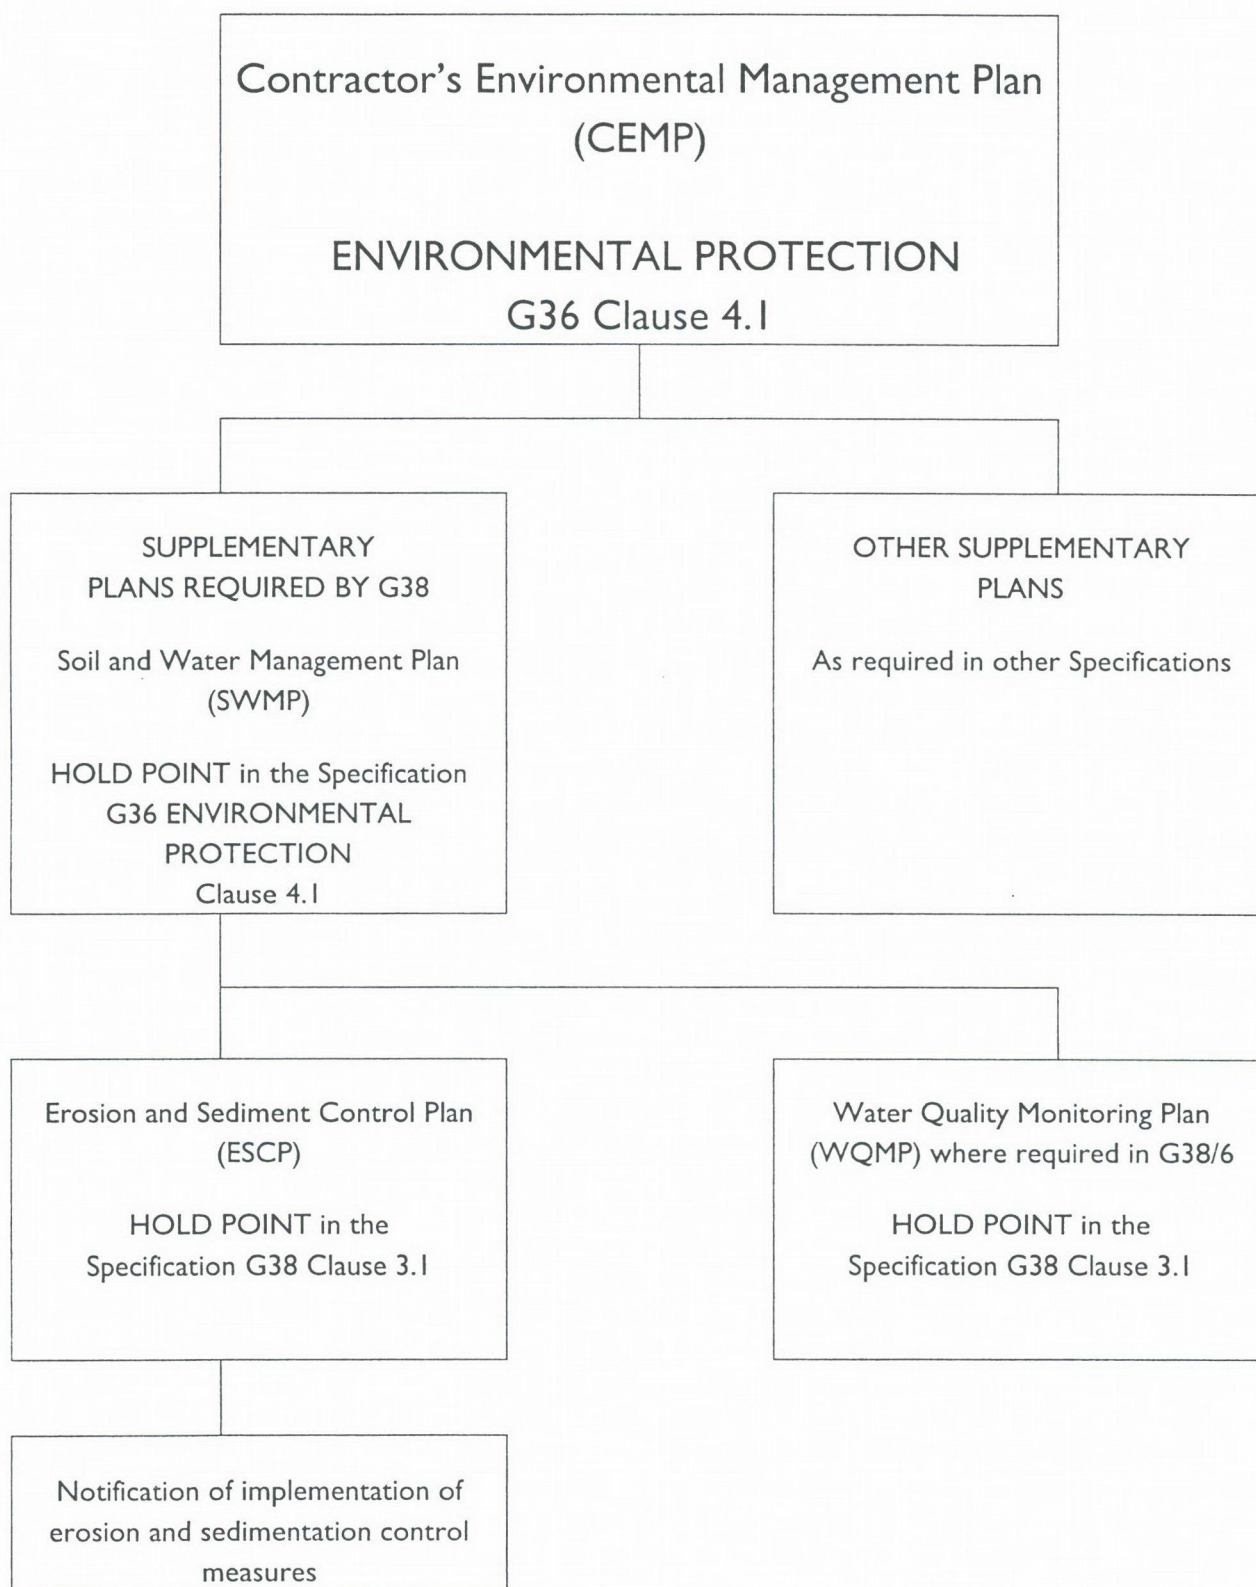 Contractor's Environmental Management Plan
(CEMP)
ENVIRONMENTAL PROTECTION
G36 Clause 4.1
SUPPLEMENTARY
PLANS REQUIRED BY G38
Soil and Water Management Plan
(SWMP)
HOLD POINT in the Specification
G36 ENVIRONMENTAL
PROTECTION
Clause 4.1
OTHER SUPPLEMENTARY
PLANS
As required in other Specifications
Erosion and Sediment Control Plan
(ESCP)
HOLD POINT in the
Specification G38 Clause 3.1
Water Quality Monitoring Plan
(WQMP) where required in G38/6
HOLD POINT in the
Specification G38 Clause 3.1
Notification of implementation of
erosion and sedimentation control
measures